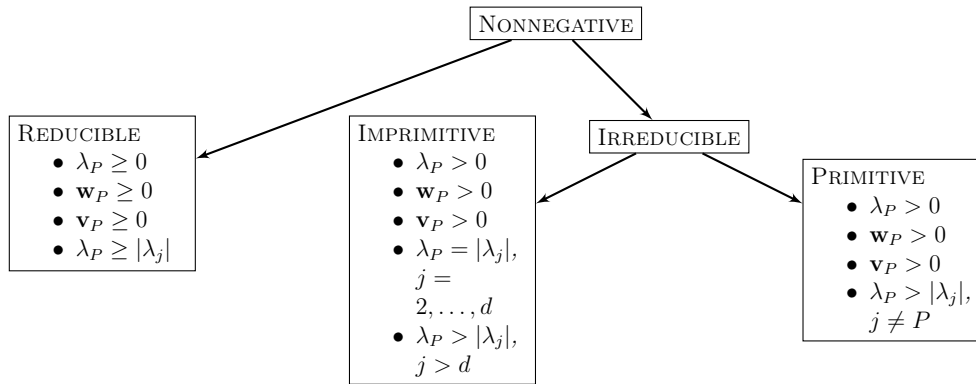 NONNEGATIVE
IRREDUCIBLE
REDUCIBLE
• λ_P ≥ 0
• w_P ≥ 0
• v_P ≥ 0
• λ_P ≥ |λ_j|
IMPRIMITIVE
• λ_P > 0
• w_P > 0
• v_P > 0
• λ_P = |λ_j|,
j =
2, . . . , d
• λ_P > |λ_j|,
j > d
PRIMITIVE
• λ_P > 0
• w_P > 0
• v_P > 0
• λ_P > |λ_j|,
j ≠ P